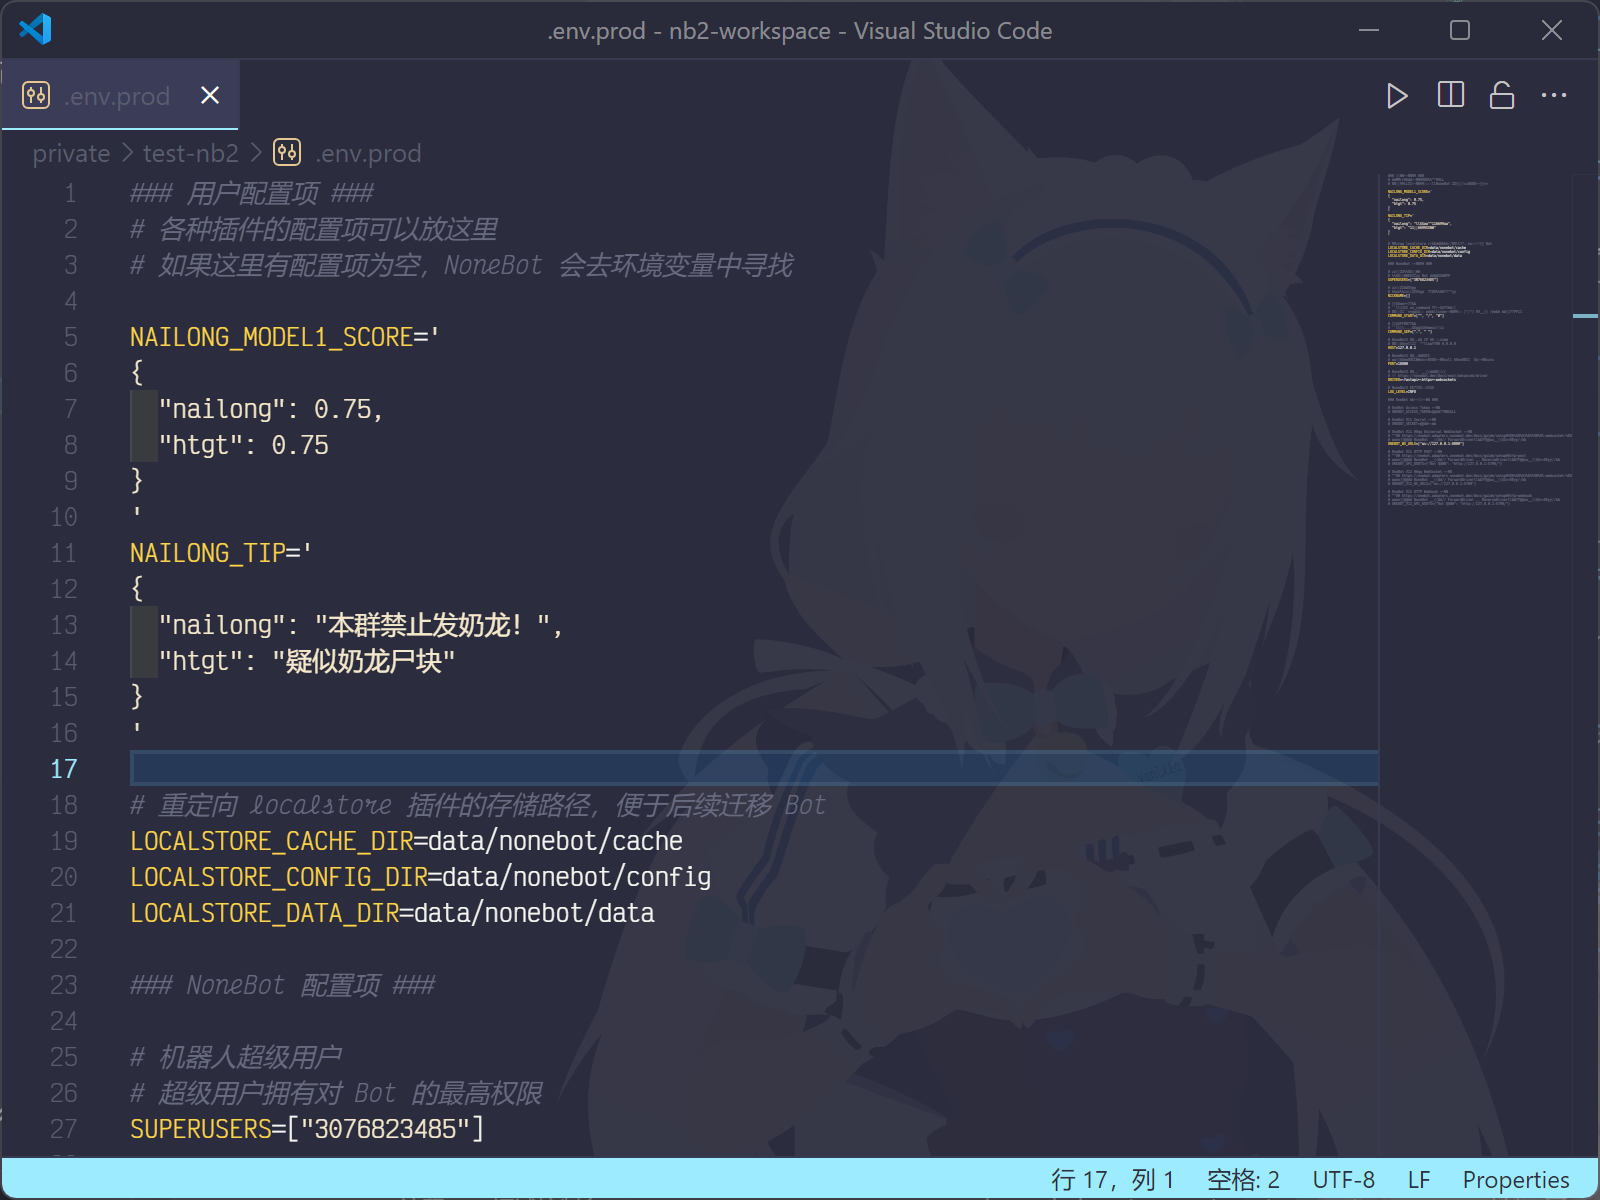 .env.prod - nb2-workspace - Visual Studio Code
.env.prod
private > test-nb2 > .env.prod
1 ### 用户配置项 ###
2 # 各种插件的配置项可以放这里
3 # 如果这里有配置项为空，NoneBot 会去环境变量中寻找
4
5 NAILONG_MODEL1_SCORE='
6 {
7   "nailong": 0.75,
8   "htgt": 0.75
9 }
10 '
11 NAILONG_TIP='
12 {
13   "nailong": "本群禁止发奶龙！",
14   "htgt": "疑似奶龙尸块"
15 }
16 '
17
18 # 重定向 localstore 插件的存储路径，便于后续迁移 Bot
19 LOCALSTORE_CACHE_DIR=data/nonebot/cache
20 LOCALSTORE_CONFIG_DIR=data/nonebot/config
21 LOCALSTORE_DATA_DIR=data/nonebot/data
22
23 ### NoneBot 配置项 ###
24
25 # 机器人超级用户
26 # 超级用户拥有对 Bot 的最高权限
27 SUPERUSERS=["3076823485"]
行 17，列 1 空格: 2 UTF-8 LF Properties